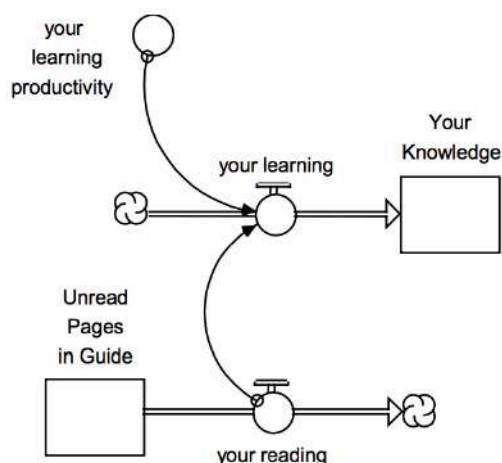 your
learning
productivity
Your
Knowledge
your learning
Unread
Pages
in Guide
your reading